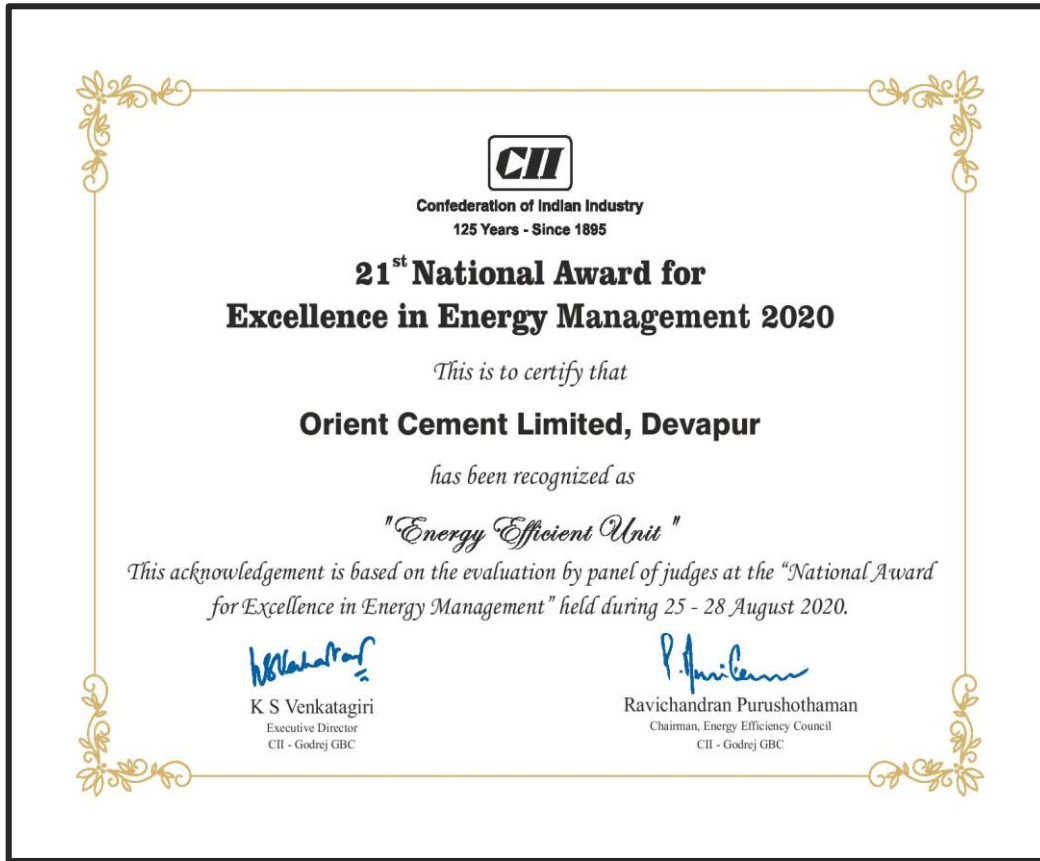 CII
Confederation of Indian Industry
125 Years - Since 1895
21st National Award for
Excellence in Energy Management 2020
This is to certify that
Orient Cement Limited, Devapur
has been recognized as
"Energy Efficient Unit "
This acknowledgement is based on the evaluation by panel of judges at the “National Award
for Excellence in Energy Management” held during 25 - 28 August 2020.
K S Venkatagiri
Executive Director
CII - Godrej GBC
Ravichandran Purushothaman
Chairman, Energy Efficiency Council
CII - Godrej GBC